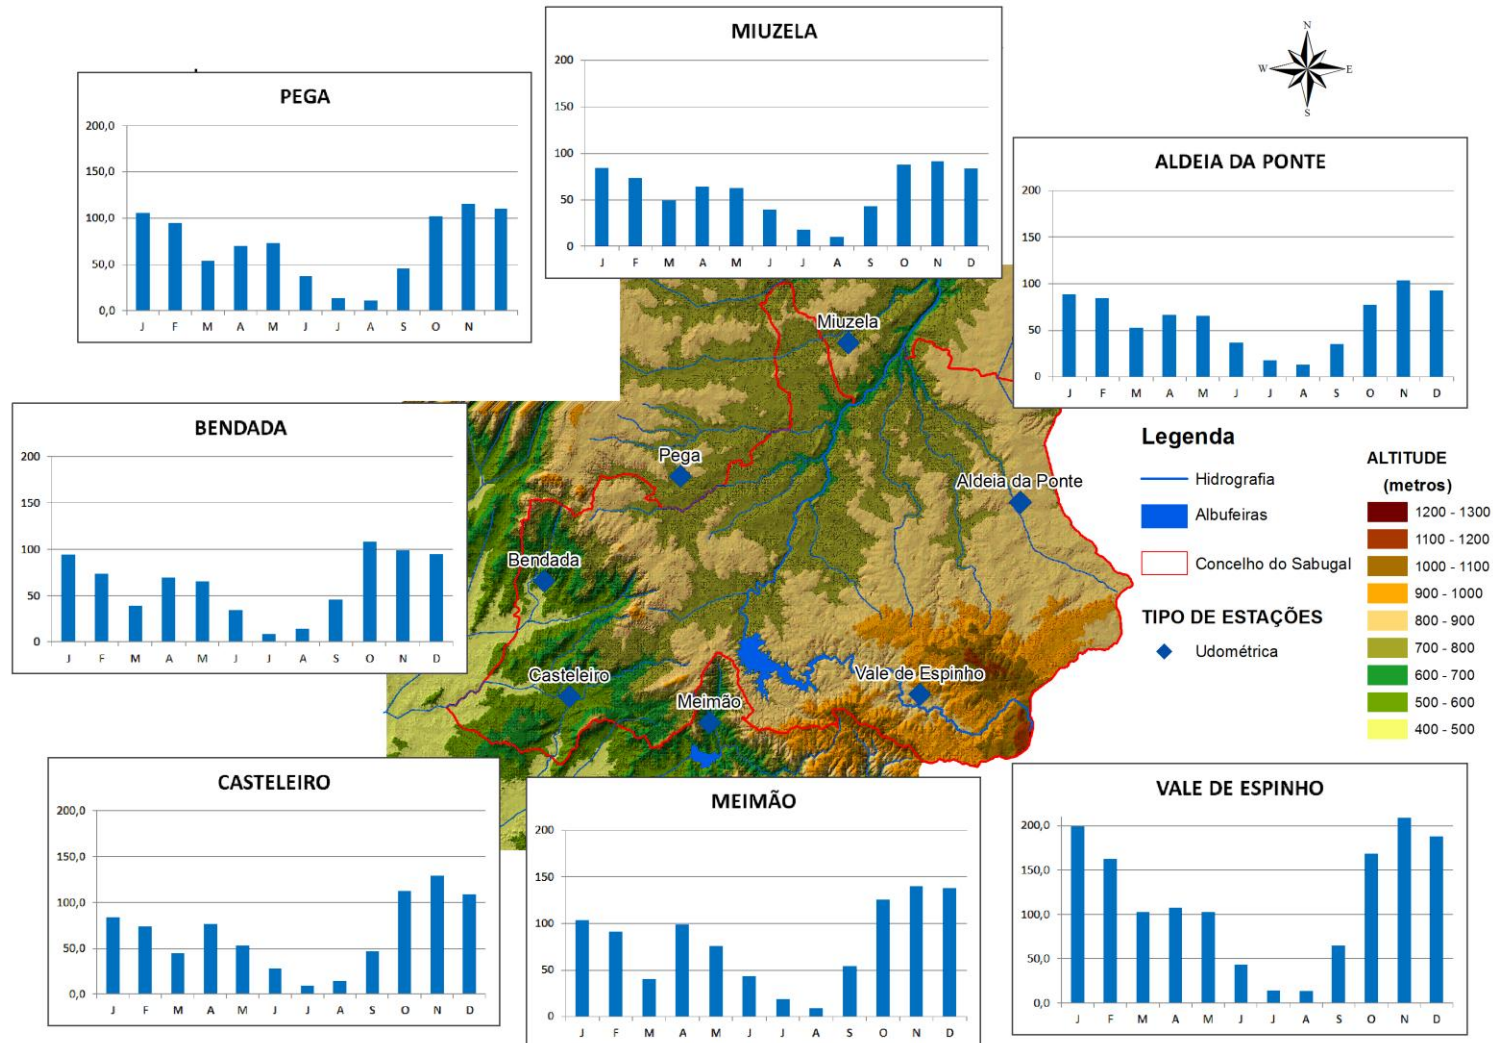 MIUZELA
200
150
100
50
0
J F M A M J J A S O N D
N
W E
S
PEGA
200,0
150,0
100,0
50,0
0,0
J F M A M J J A S O N
ALDEIA DA PONTE
200
150
100
50
0
J F M A M J J A S O N D
BENDADA
200
150
100
50
0
J F M A M J J A S O N D
Miuzela
Pega
Aldeia da Ponte
Bendada
Casteleiro
Meimão
Vale de Espinho
Legenda
Hidrografia
Albufeiras
Concelho do Sabugal
TIPO DE ESTAÇÕES
Udométrica
ALTITUDE
(metros)
1200 - 1300
1100 - 1200
1000 - 1100
900 - 1000
800 - 900
700 - 800
600 - 700
500 - 600
400 - 500
CASTELEIRO
200,0
150,0
100,0
50,0
0,0
J F M A M J J A S O N D
MEIMÃO
200
150
100
50
0
J F M A M J J A S O N D
VALE DE ESPINHO
200,0
150,0
100,0
50,0
0,0
J F M A M J J A S O N D